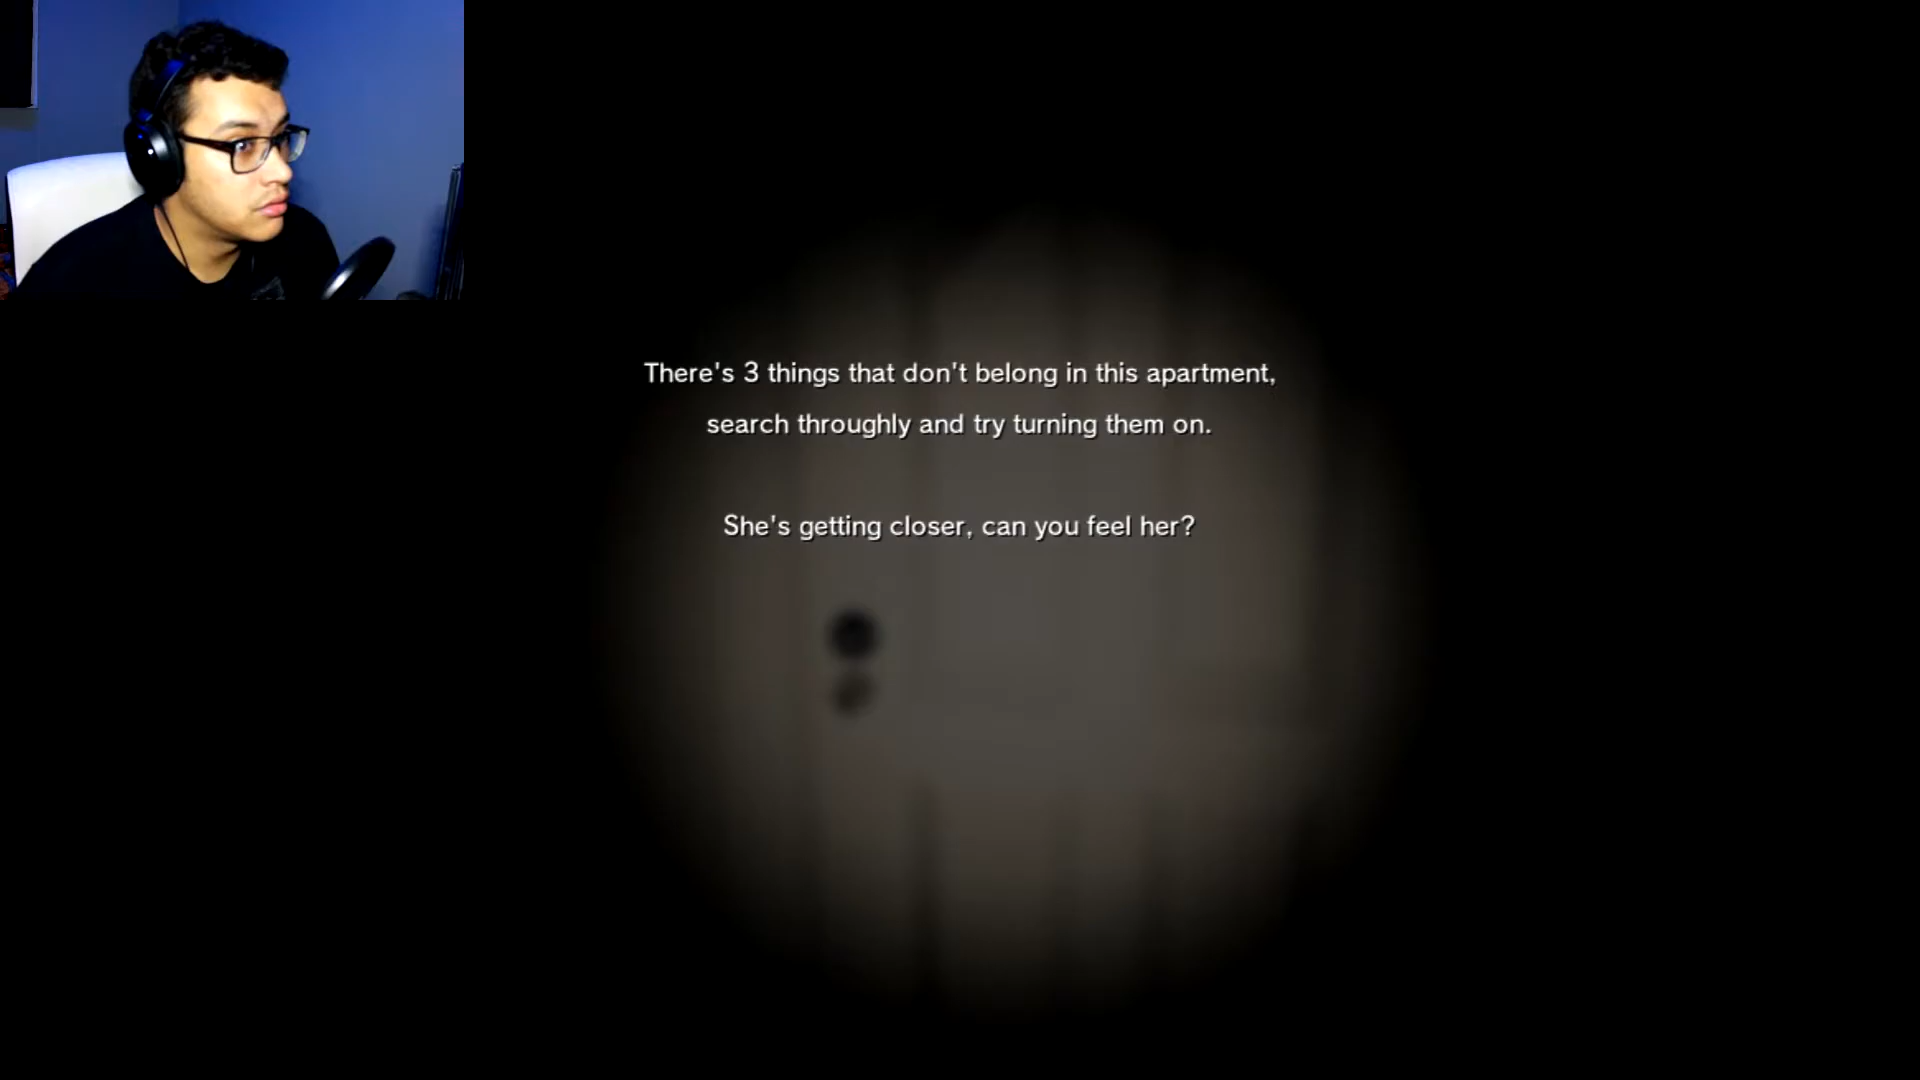 There's 3 things that don't belong in this apartment,
search throughly and try turning them on.
She's getting closer, can you feel her?